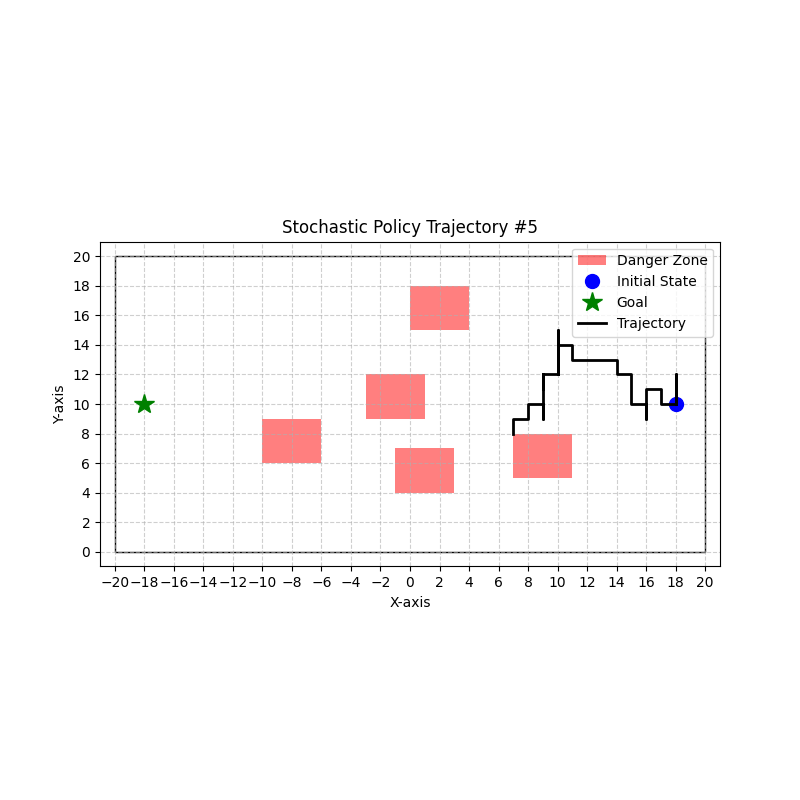 Stochastic Policy Trajectory #5
Danger Zone
Initial State
Goal
Trajectory
Y-axis
20
18
16
14
12
10
8
6
4
2
0
−20 −18 −16 −14 −12 −10 −8 −6 −4 −2 0 2 4 6 8 10 12 14 16 18 20
X-axis